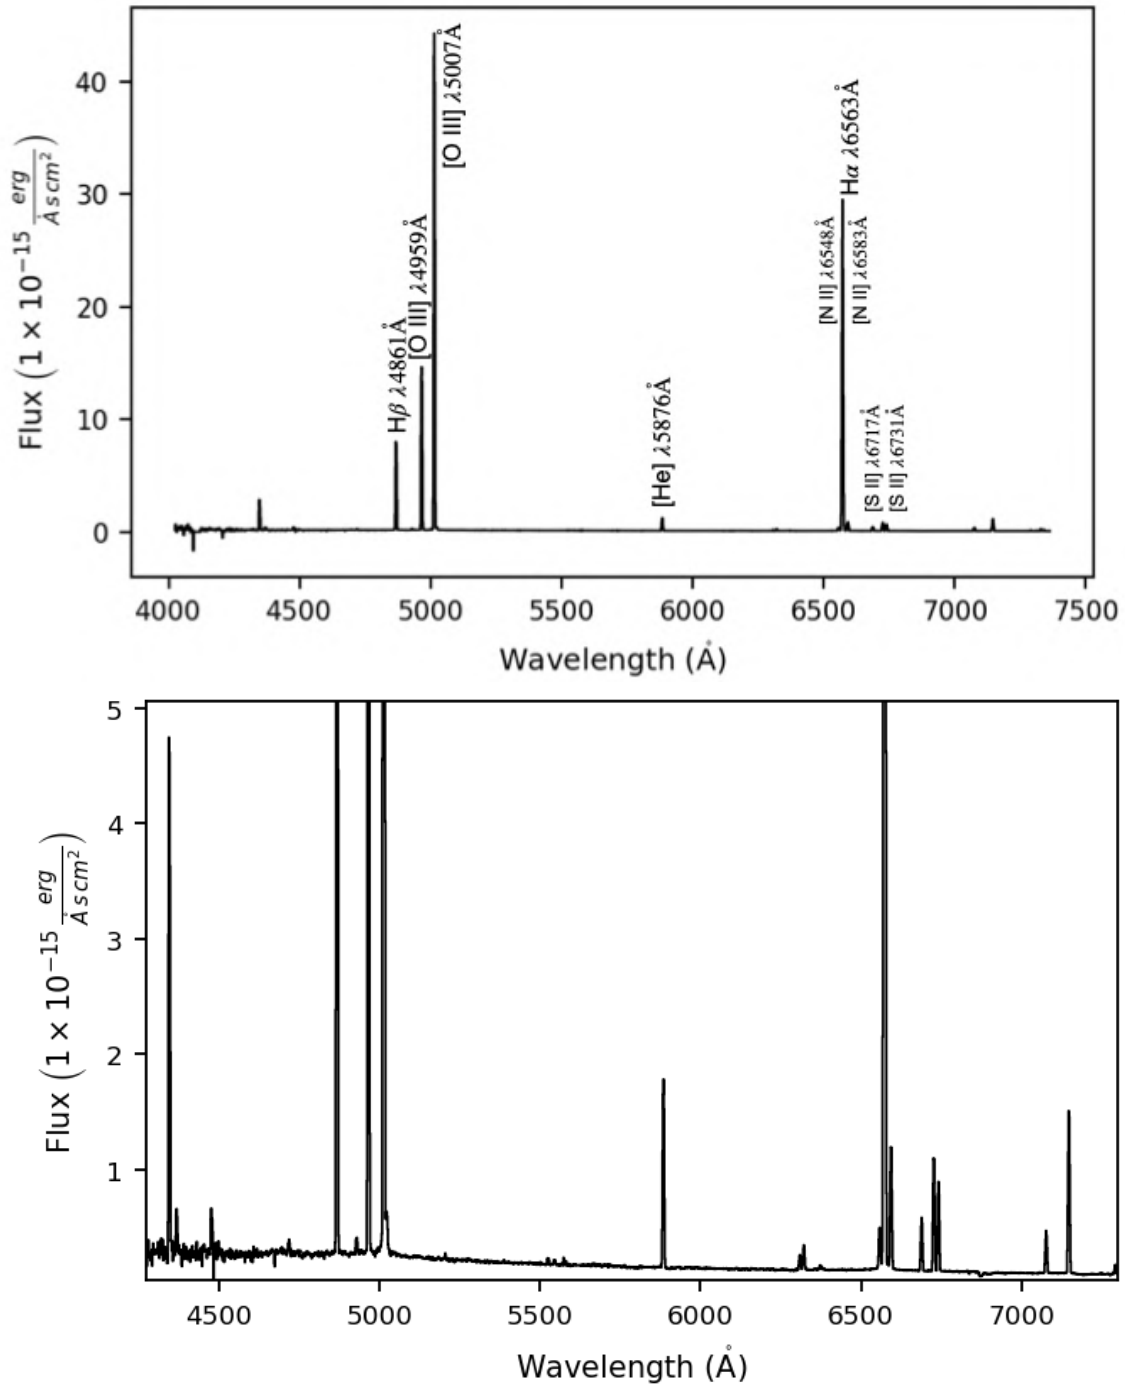 40
30
20
10
0
Flux (1 × 10⁻¹⁵ erg / Å s cm²)
Hβ λ4861Å
[O III] λ4959Å
[O III] λ5007Å
[He] λ5876Å
[N II] λ6548Å
Hα λ6563Å
[N II] λ6583Å
[S II] λ6717Å
[S II] λ6731Å
4000 4500 5000 5500 6000 6500 7000 7500
Wavelength (Å)
5
4
3
2
1
Flux (1 × 10⁻¹⁵ erg / Å s cm²)
4500 5000 5500 6000 6500 7000
Wavelength (Å)